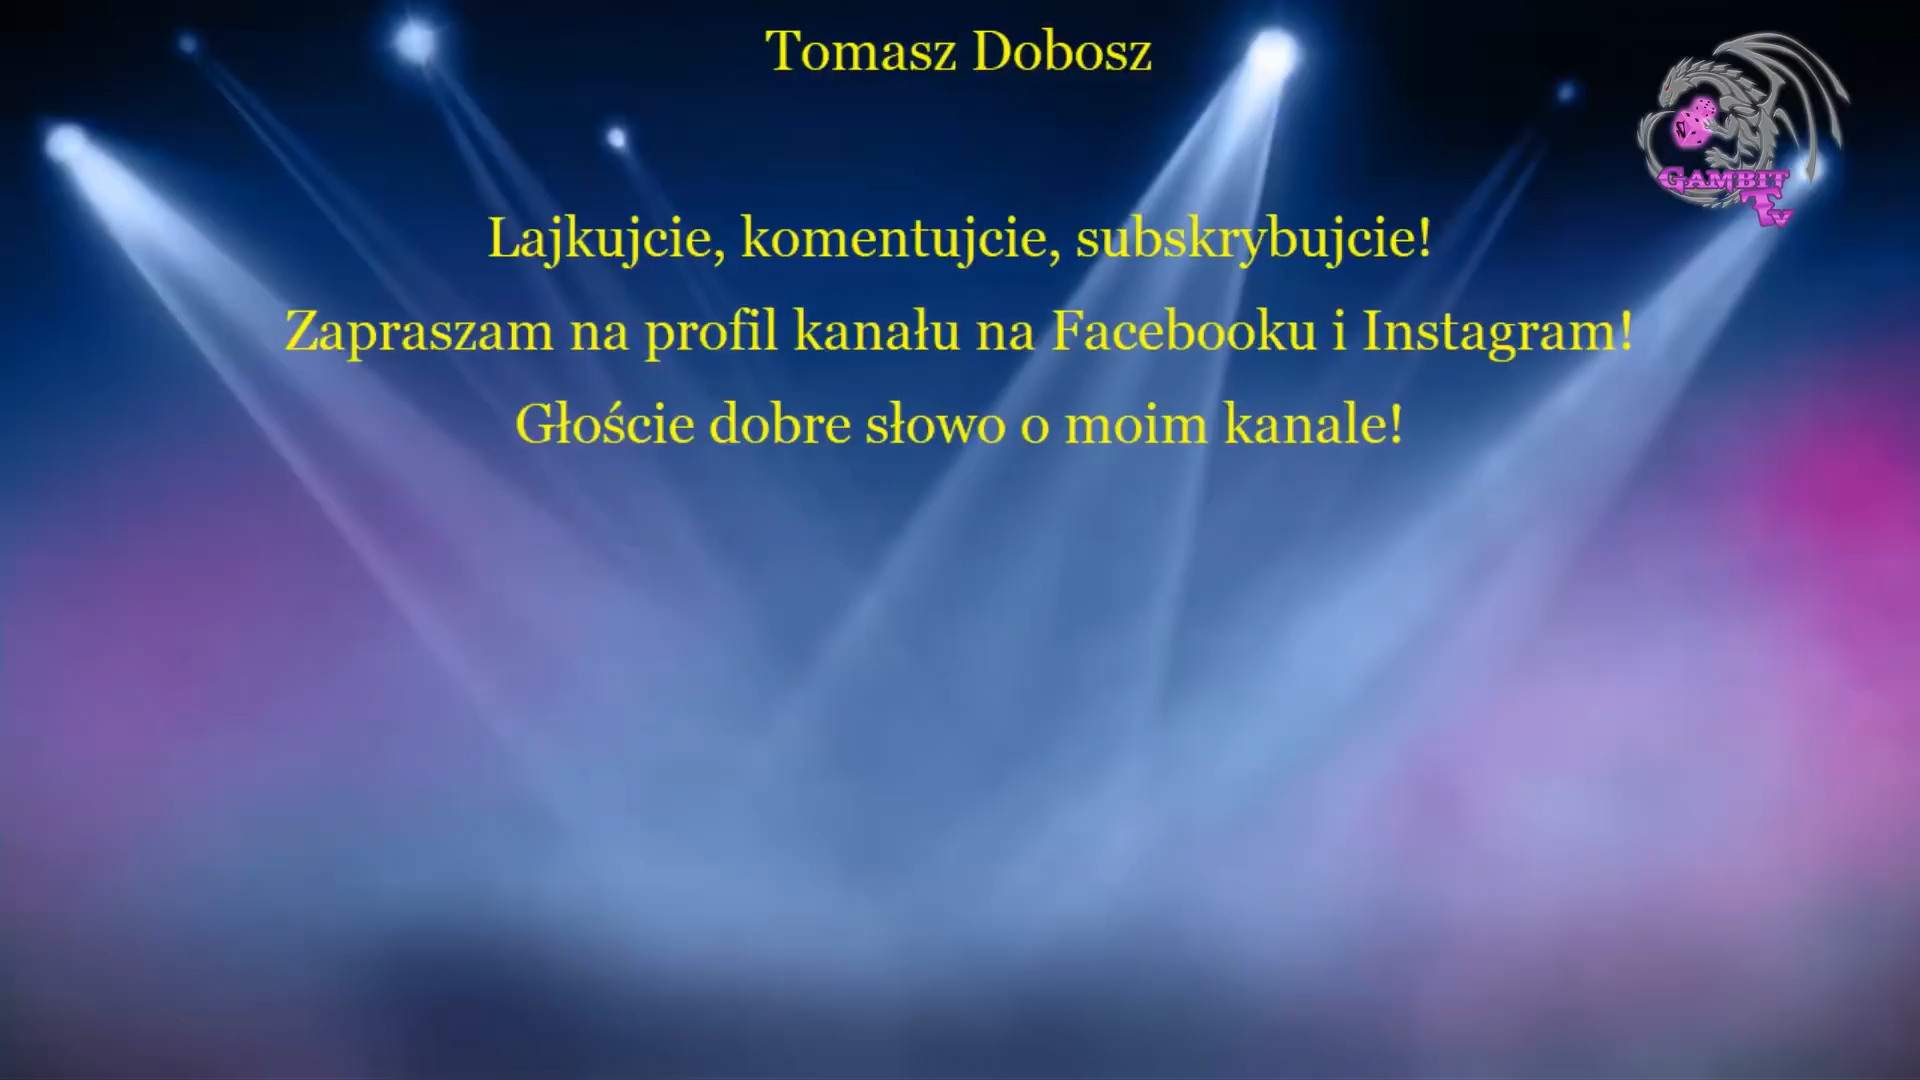 Tomasz Dobosz
Gambit
Tv
Lajkujcie, komentujcie, subskrybujcie!
Zapraszam na profil kanału na Facebooku i Instagram!
Głoście dobre słowo o moim kanale!